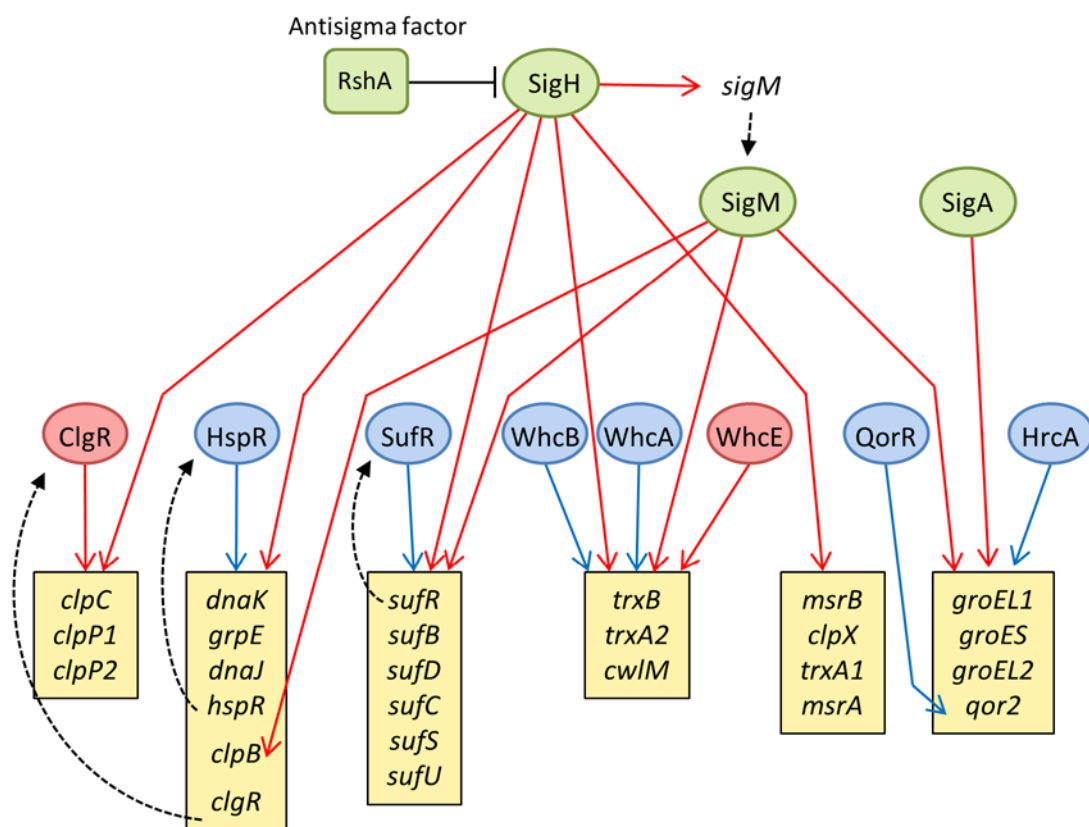 Antisigma factor
RshA
SigH
sigM
SigM
SigA
ClgR
HspR
SufR
WhcB
WhcA
WhcE
QorR
HrcA
clpC
clpP1
clpP2
dnaK
grpE
dnaJ
hspR
clpB
clgR
sufR
sufB
sufD
sufC
sufS
sufU
trxB
trxA2
cwlM
msrB
clpX
trxA1
msrA
groEL1
groES
groEL2
qor2